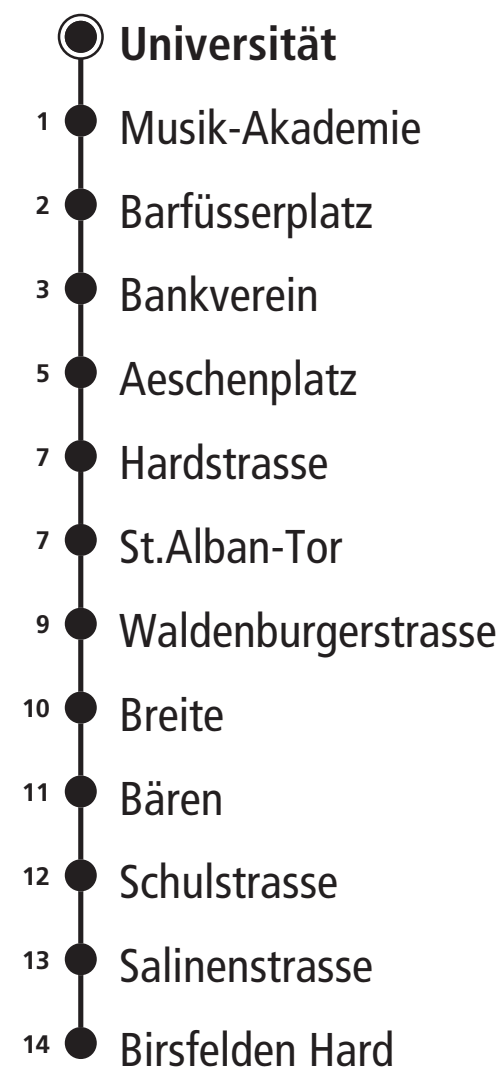 Universität
1 Musik-Akademie
2 Barfüsserplatz
3 Bankverein
5 Aeschenplatz
7 Hardstrasse
7 St.Alban-Tor
9 Waldenburgerstrasse
10 Breite
11 Bären
12 Schulstrasse
13 Salinenstrasse
14 Birsfelden Hard